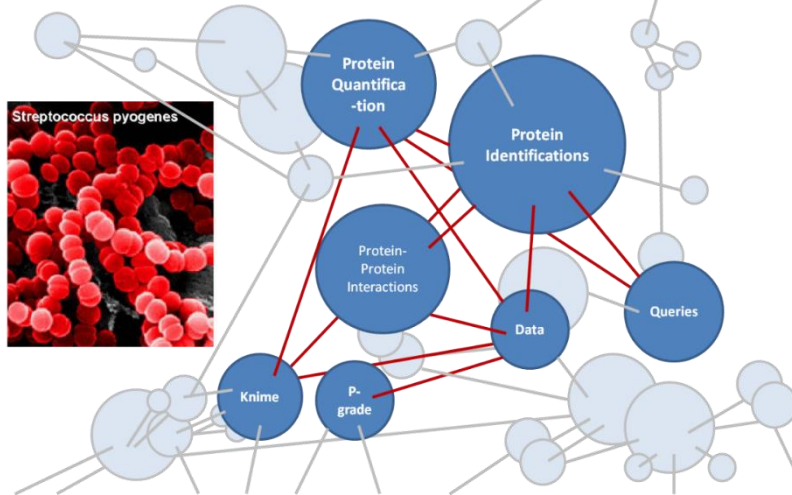 Streptococcus pyogenes
Protein
Quantifica
-tion
Protein
Identifications
Protein-
Protein
Interactions
Data
Queries
Knime
P-
grade